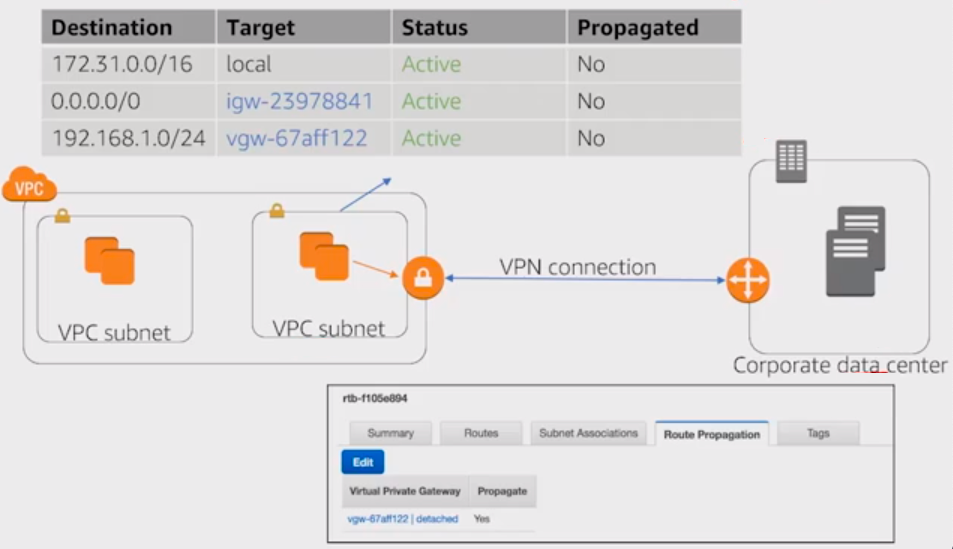 Destination Target Status Propagated
172.31.0.0/16 local Active No
0.0.0.0/0 igw-23978841 Active No
192.168.1.0/24 vgw-67aff122 Active No
VPC
VPN connection
VPC subnet
VPC subnet
Corporate data center
rtb-f105e894
Summary Routes Subnet Associations Route Propagation Tags
Edit
Virtual Private Gateway Propagate
vgw-67aff122 | detached Yes